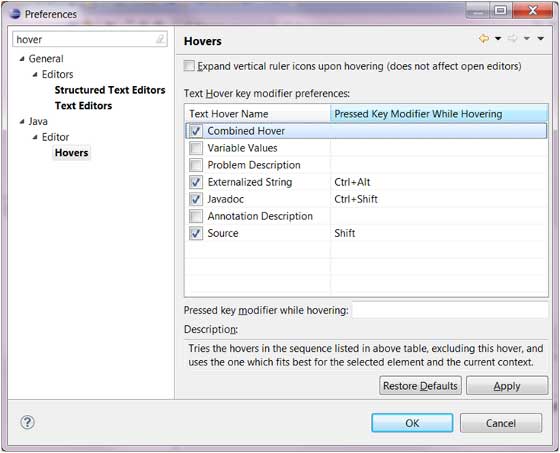 Preferences
hover
General
Editors
Structured Text Editors
Text Editors
Java
Editor
Hovers
Hovers
Expand vertical ruler icons upon hovering (does not affect open editors)
Text Hover key modifier preferences:
Text Hover Name Pressed Key Modifier While Hovering
Combined Hover
Variable Values
Problem Description
Externalized String Ctrl+Alt
Javadoc Ctrl+Shift
Annotation Description
Source Shift
Pressed key modifier while hovering:
Description:
Tries the hovers in the sequence listed in above table, excluding this hover, and
uses the one which fits best for the selected element and the current context.
Restore Defaults Apply
? OK Cancel